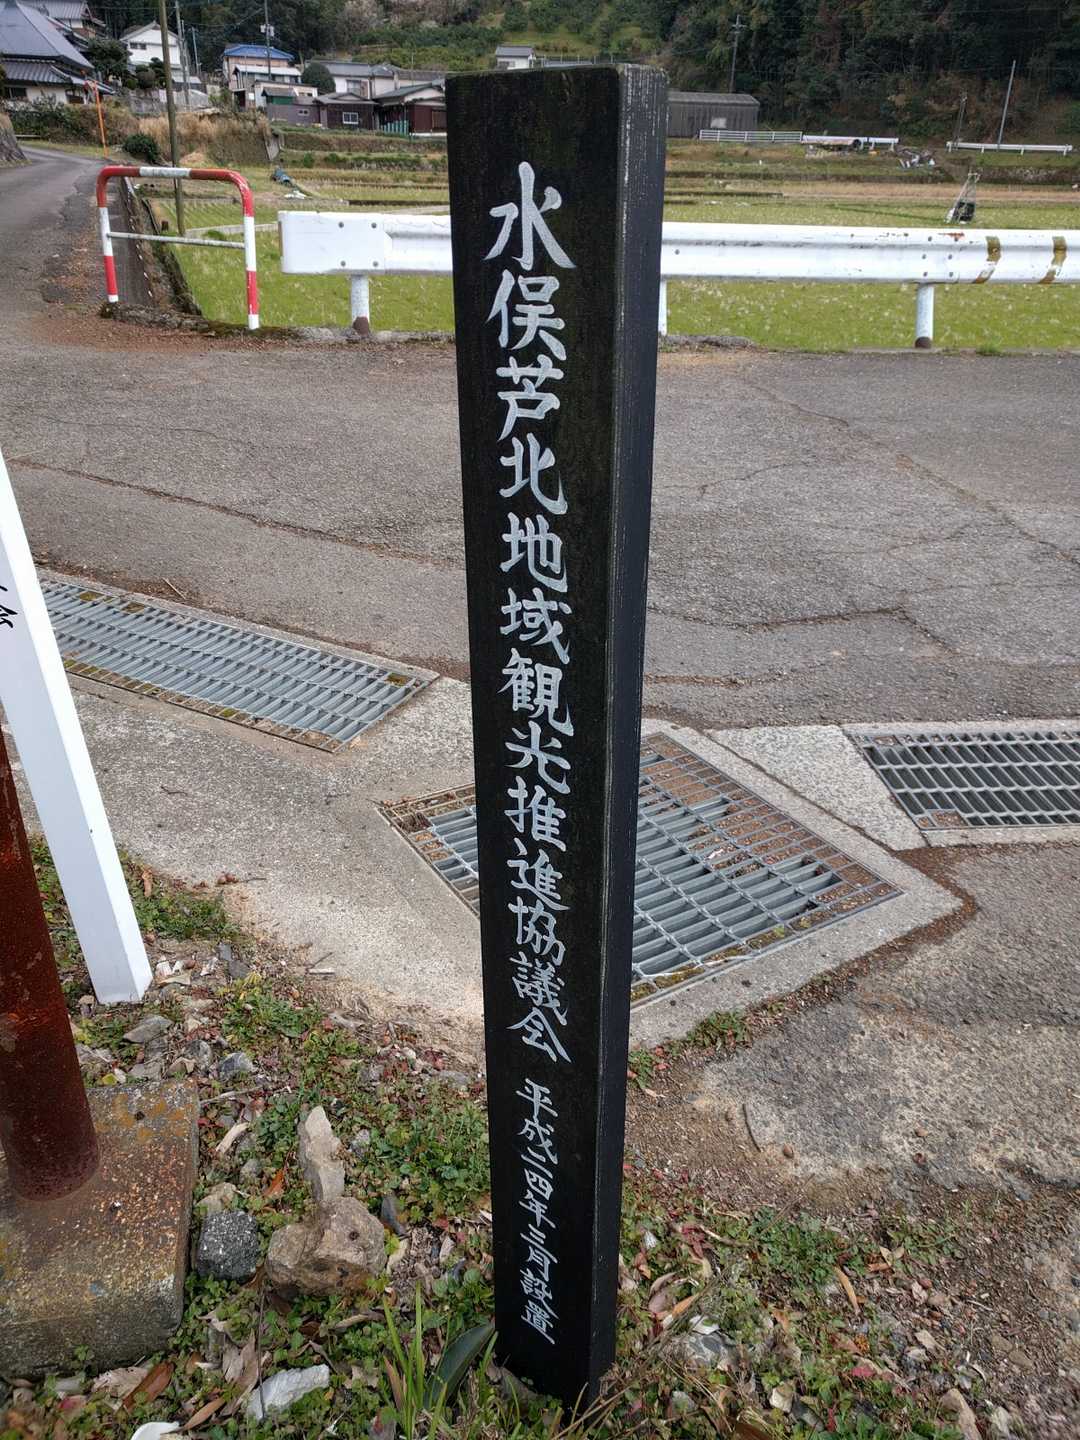 水俣芦北地域観光推進協議会 平成二四年三月設置
会